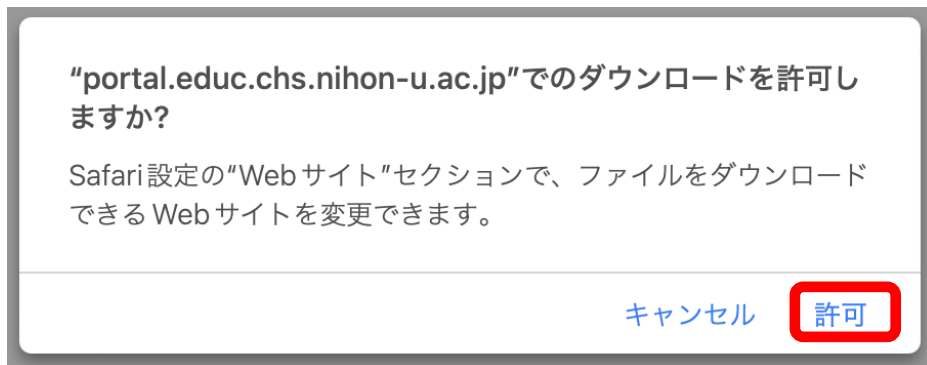 “portal.educ.chs.nihon-u.ac.jp”でのダウンロードを許可し
ますか?
Safari設定の“Webサイト”セクションで、ファイルをダウンロード
できるWebサイトを変更できます。
キャンセル 許可